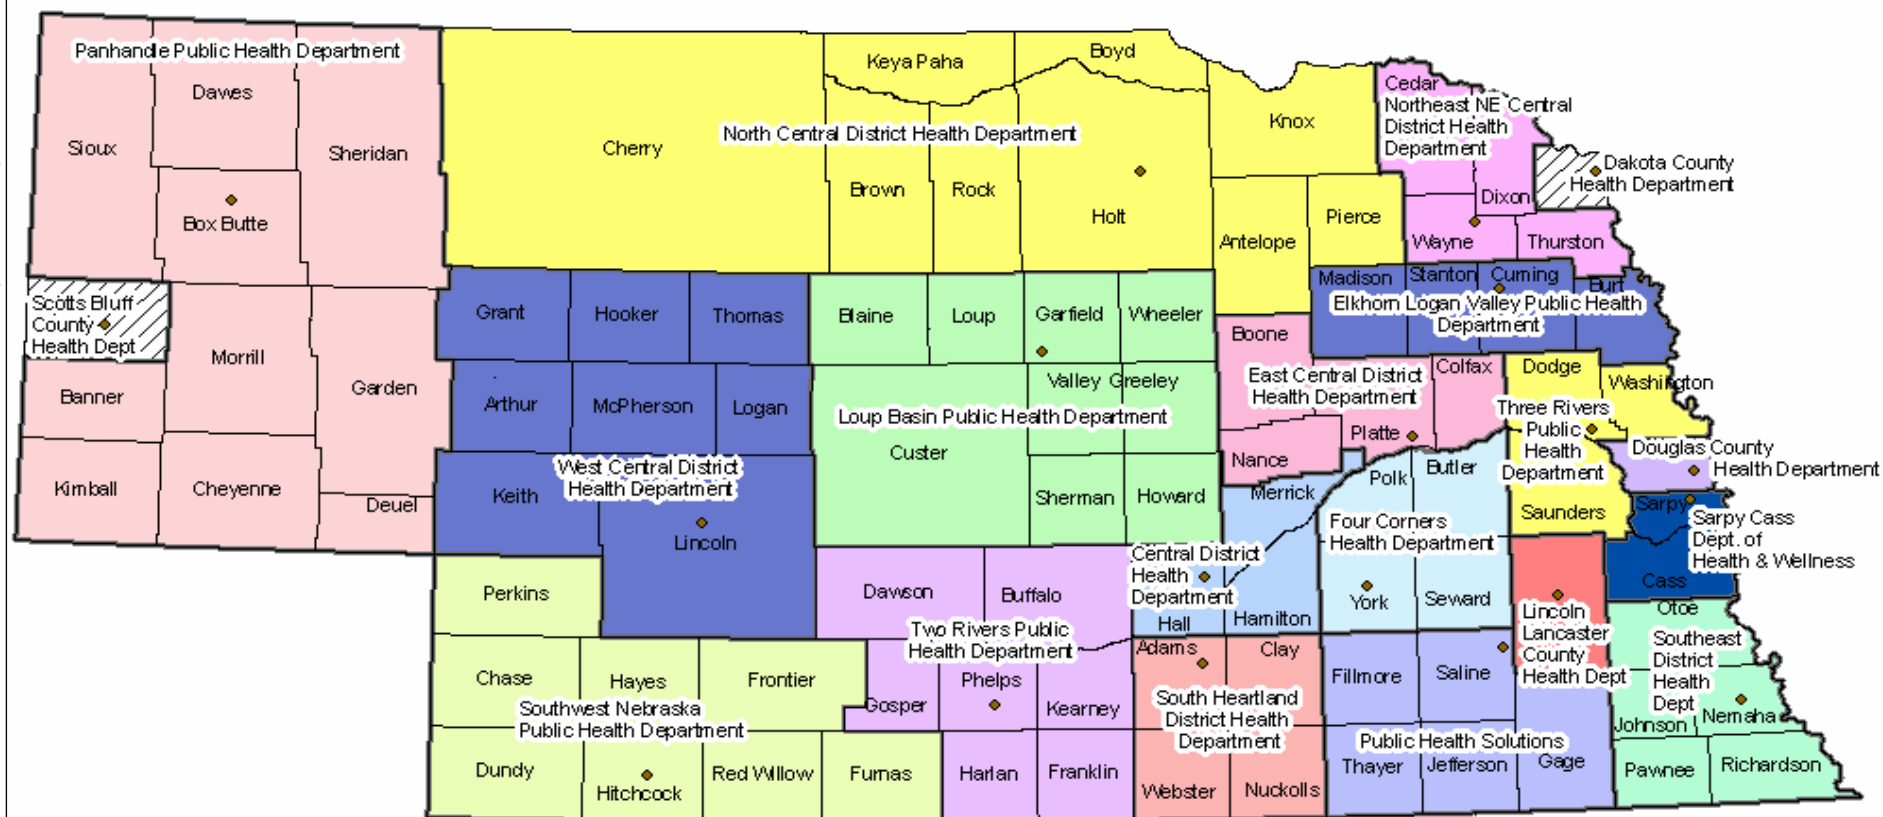 Panhandle Public Health Department
Dawes
Sioux
Sheridan
Box Butte
Scotts Bluff
County
Health Dept
Morrill
Banner
Garden
Kimball
Cheyenne
Deuel
Keya Paha
Boyd
North Central District Health Department
Cherry
Knox
Brown
Rock
Holt
Antelope
Pierce
Cedar
Northeast NE Central
District Health
Department
Dixon
Wayne
Thurston
Dakota County
Health Department
Grant
Hooker
Thomas
Arthur
McPherson
Logan
West Central District
Health Department
Keith
Lincoln
Blaine
Loup
Garfield
Wheeler
Valley
Greeley
Loup Basin Public Health Department
Custer
Sherman
Howard
Madison
Stanton
Cuming
Burt
Elkhorn Logan Valley Public Health
Department
Boone
Colfax
East Central District
Health Department
Platte
Nance
Dodge
Washington
Three Rivers
Public
Health
Department
Saunders
Douglas County
Health Department
Sarpy
Sarpy Cass
Dept. of
Health & Wellness
Cass
Merrick
Polk
Butler
Four Corners
Health Department
York
Seward
Central District
Health
Department
Hall
Hamilton
Perkins
Chase
Hayes
Frontier
Southwest Nebraska
Public Health Department
Dundy
Hitchcock
Red Willow
Furnas
Dawson
Buffalo
Two Rivers Public
Health Department
Gosper
Phelps
Kearney
Harlan
Franklin
Adams
Clay
South Heartland
District Health
Department
Webster
Nuckolls
Fillmore
Saline
Public Health Solutions
Thayer
Jefferson
Gage
Lincoln
Lancaster
County
Health Dept
Otoe
Southeast
District
Health
Dept
Johnson
Nemaha
Pawnee
Richardson